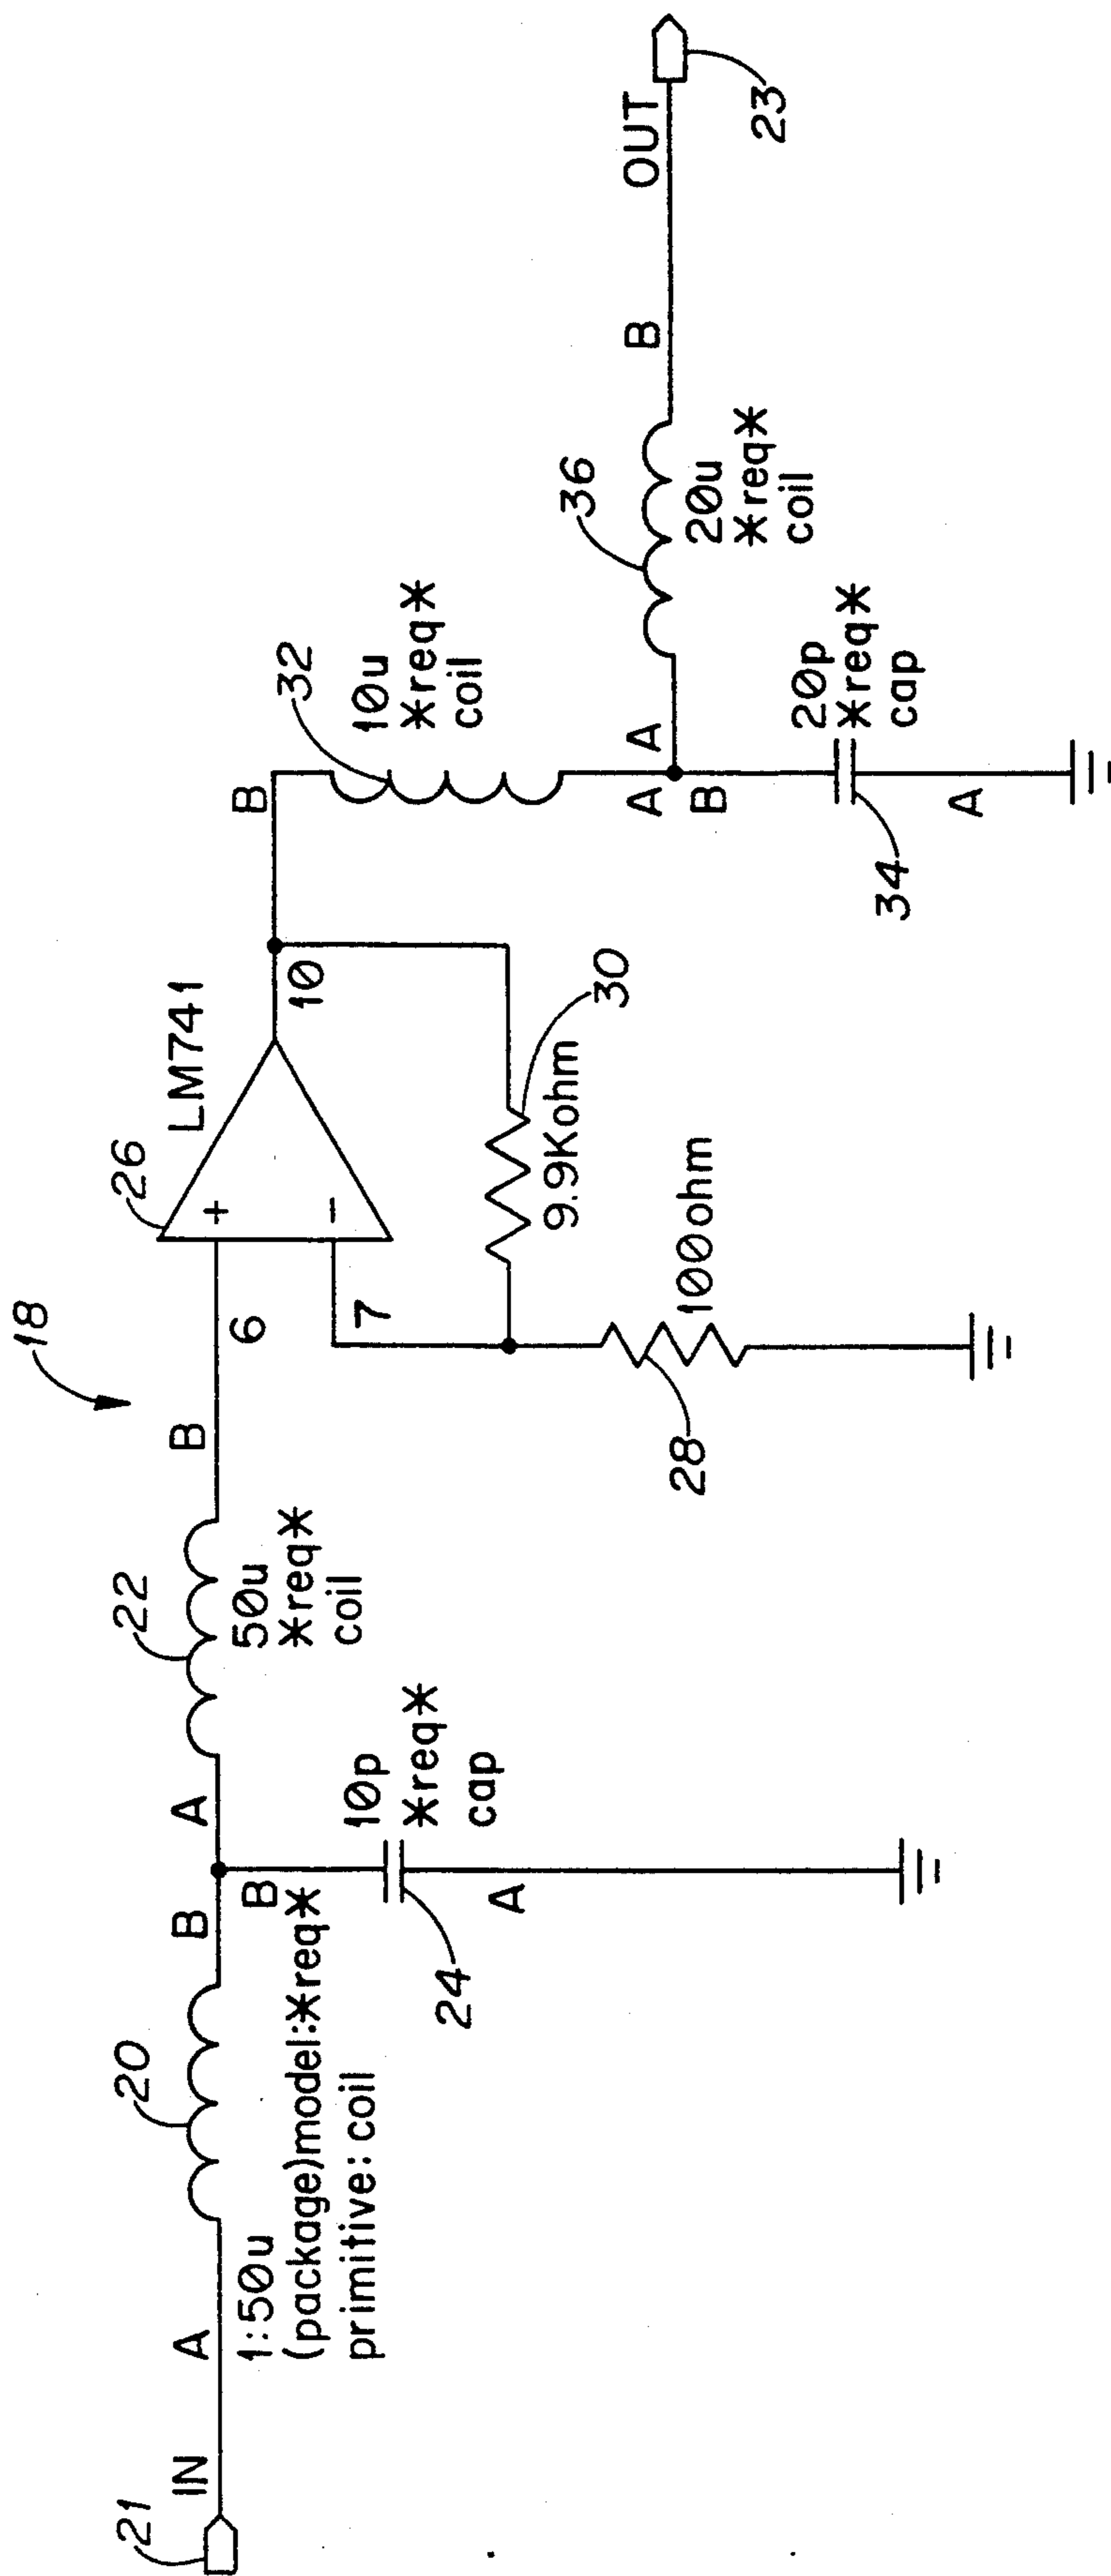 18
21
IN
A
20
1:50u
(package)model:*req*
primitive: coil
B
B
24
10p
*req*
cap
A
A
22
50u
*req*
coil
B
6
7
26
+
-
LM741
10
30
9.9Kohm
28
100ohm
B
32
10u
*req*
coil
A
A
B
34
20p
*req*
cap
A
36
20u
*req*
coil
B
OUT
23